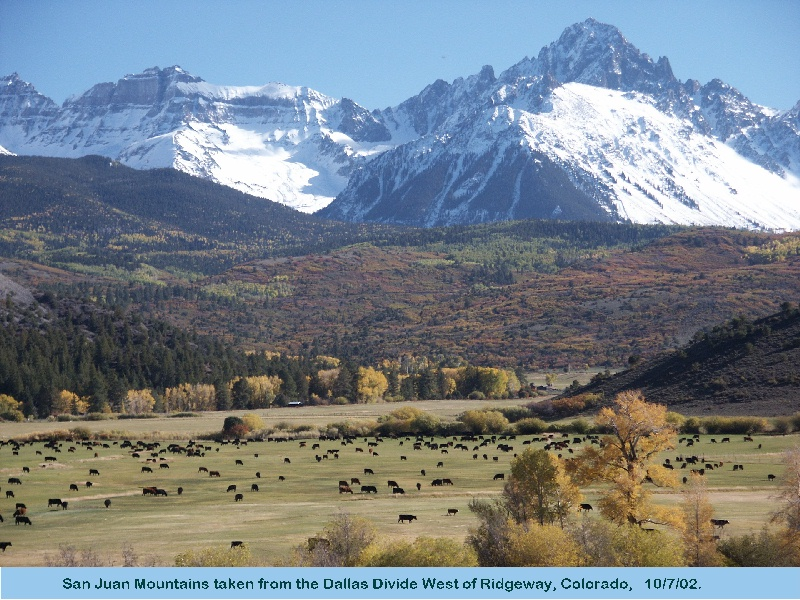 San Juan Mountains taken from the Dallas Divide West of Ridgeway, Colorado,   10/7/02.